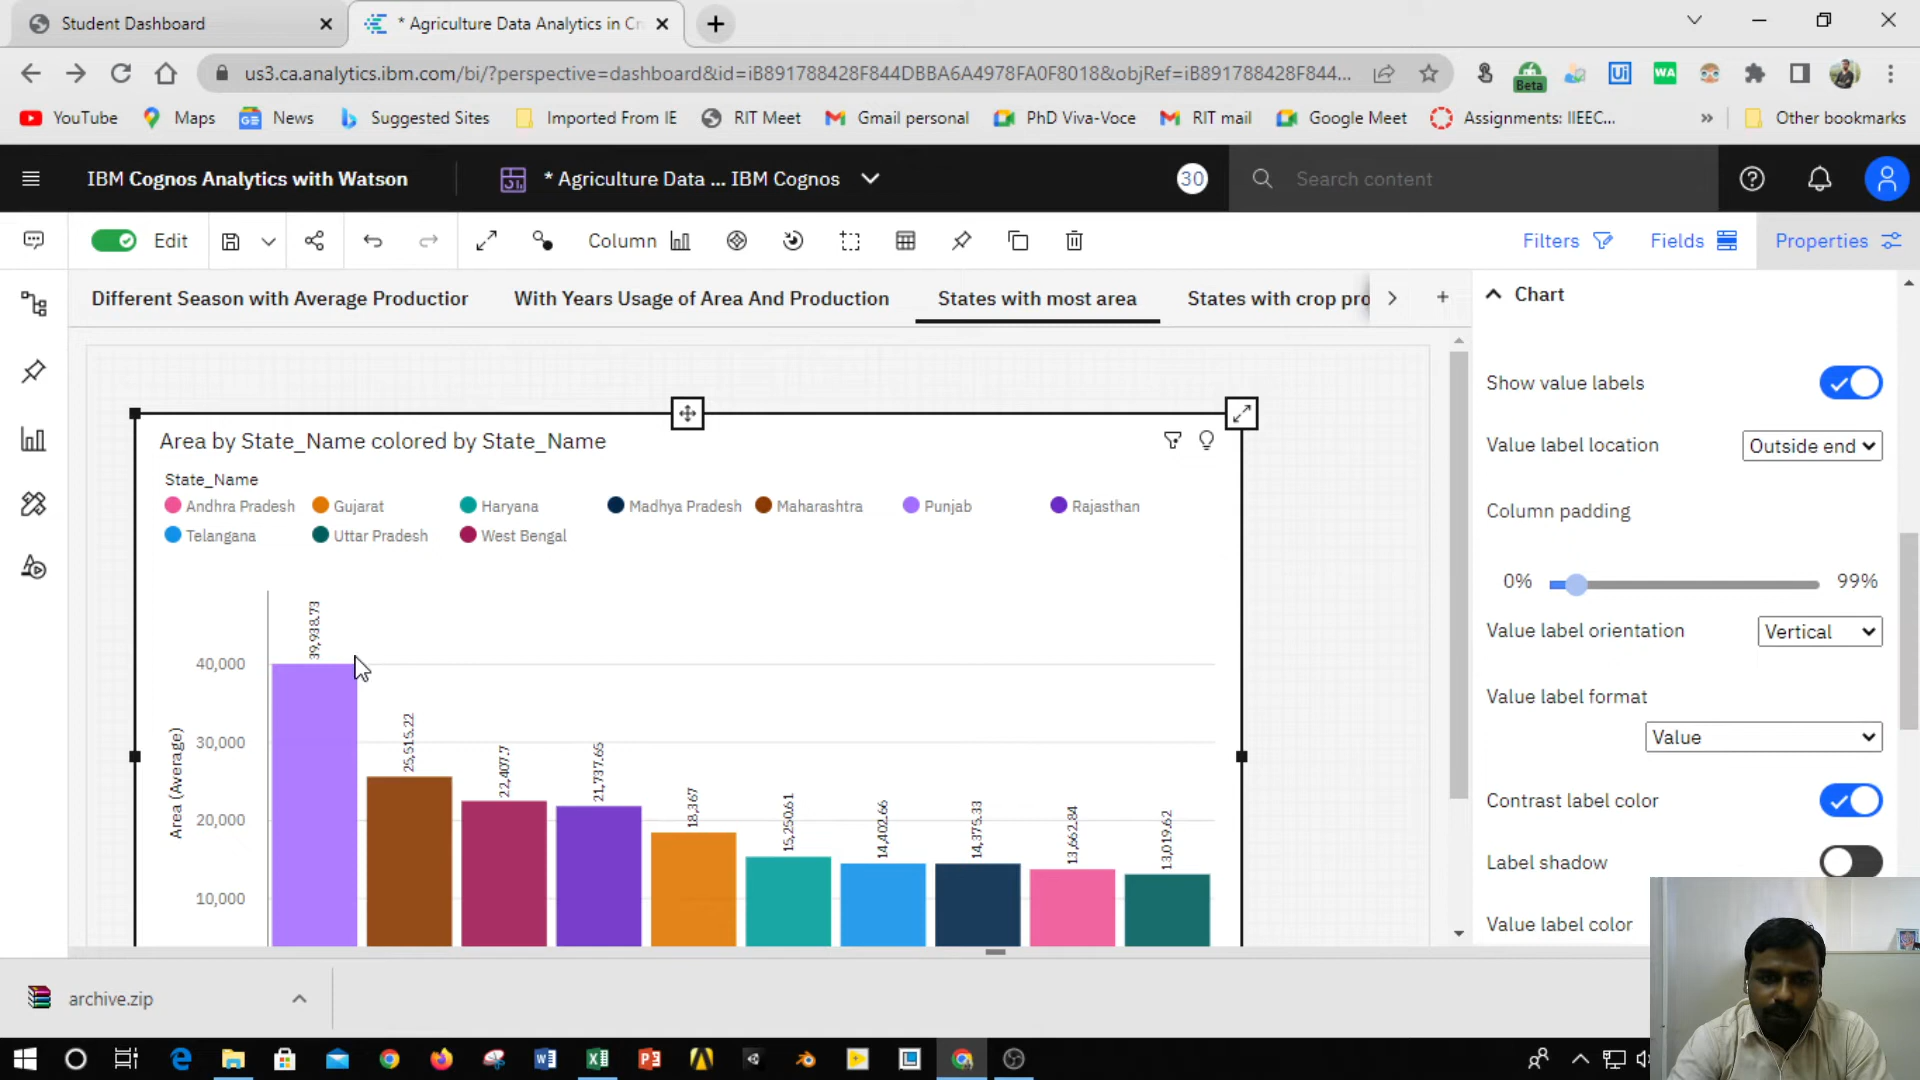 Student Dashboard
* Agriculture Data Analytics in Cr
us3.ca.analytics.ibm.com/bi/?perspective=dashboard&id=iB891788428F844DBBA6A4978FA0F8018&objRef=iB891788428F844...
Beta
Ui
WA
YouTube
Maps
News
Suggested Sites
Imported From IE
RIT Meet
Gmail personal
PhD Viva-Voce
RIT mail
Google Meet
Assignments: IIEEC...
»
Other bookmarks
IBM Cognos Analytics with Watson
* Agriculture Data ... IBM Cognos
30
Search content
Edit
Column
Filters
Fields
Properties
Different Season with Average Production
With Years Usage of Area And Production
States with most area
States with crop pro
Chart
Show value labels
Value label location
Outside end
Column padding
0%
99%
Value label orientation
Vertical
Value label format
Value
Contrast label color
Label shadow
Value label color
Area by State_Name colored by State_Name
State_Name
Andhra Pradesh
Gujarat
Haryana
Madhya Pradesh
Maharashtra
Punjab
Rajasthan
Telangana
Uttar Pradesh
West Bengal
Area (Average)
40,000
30,000
20,000
10,000
39,938.73
25,515.22
22,407.7
21,737.65
18,367
15,250.61
14,402.66
14,375.33
13,662.84
13,019.62
archive.zip